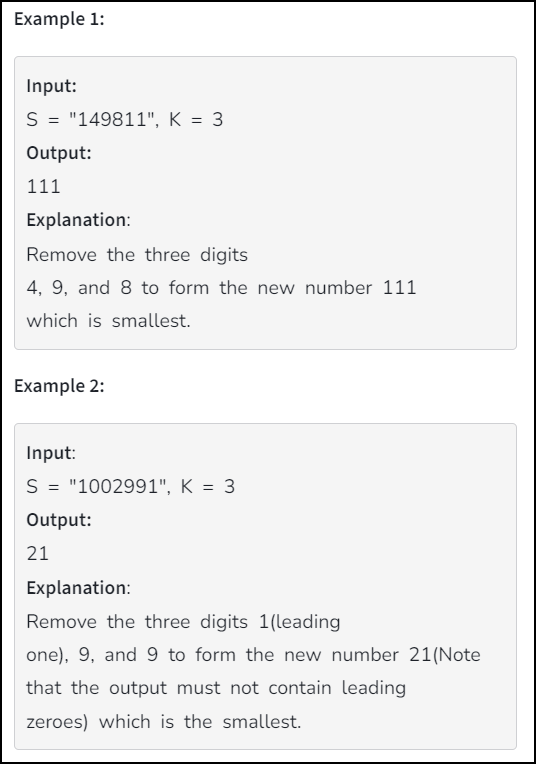 Example 1:
Input:
S = "149811", K = 3
Output:
111
Explanation:
Remove the three digits
4, 9, and 8 to form the new number 111
which is smallest.
Example 2:
Input:
S = "1002991", K = 3
Output:
21
Explanation:
Remove the three digits 1(leading
one), 9, and 9 to form the new number 21(Note
that the output must not contain leading
zeroes) which is the smallest.